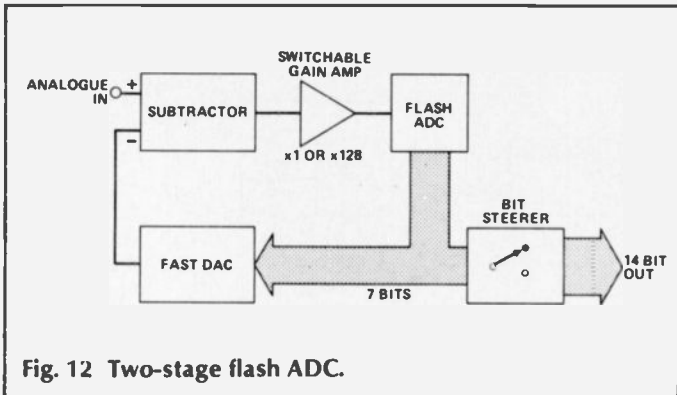 SWITCHABLE
GAIN AMP
ANALOGUE
IN
+
−
SUBTRACTOR
x1 OR x128
FLASH
ADC
BIT
STEERER
FAST DAC
7 BITS
14 BIT
OUT
Fig. 12 Two-stage flash ADC.